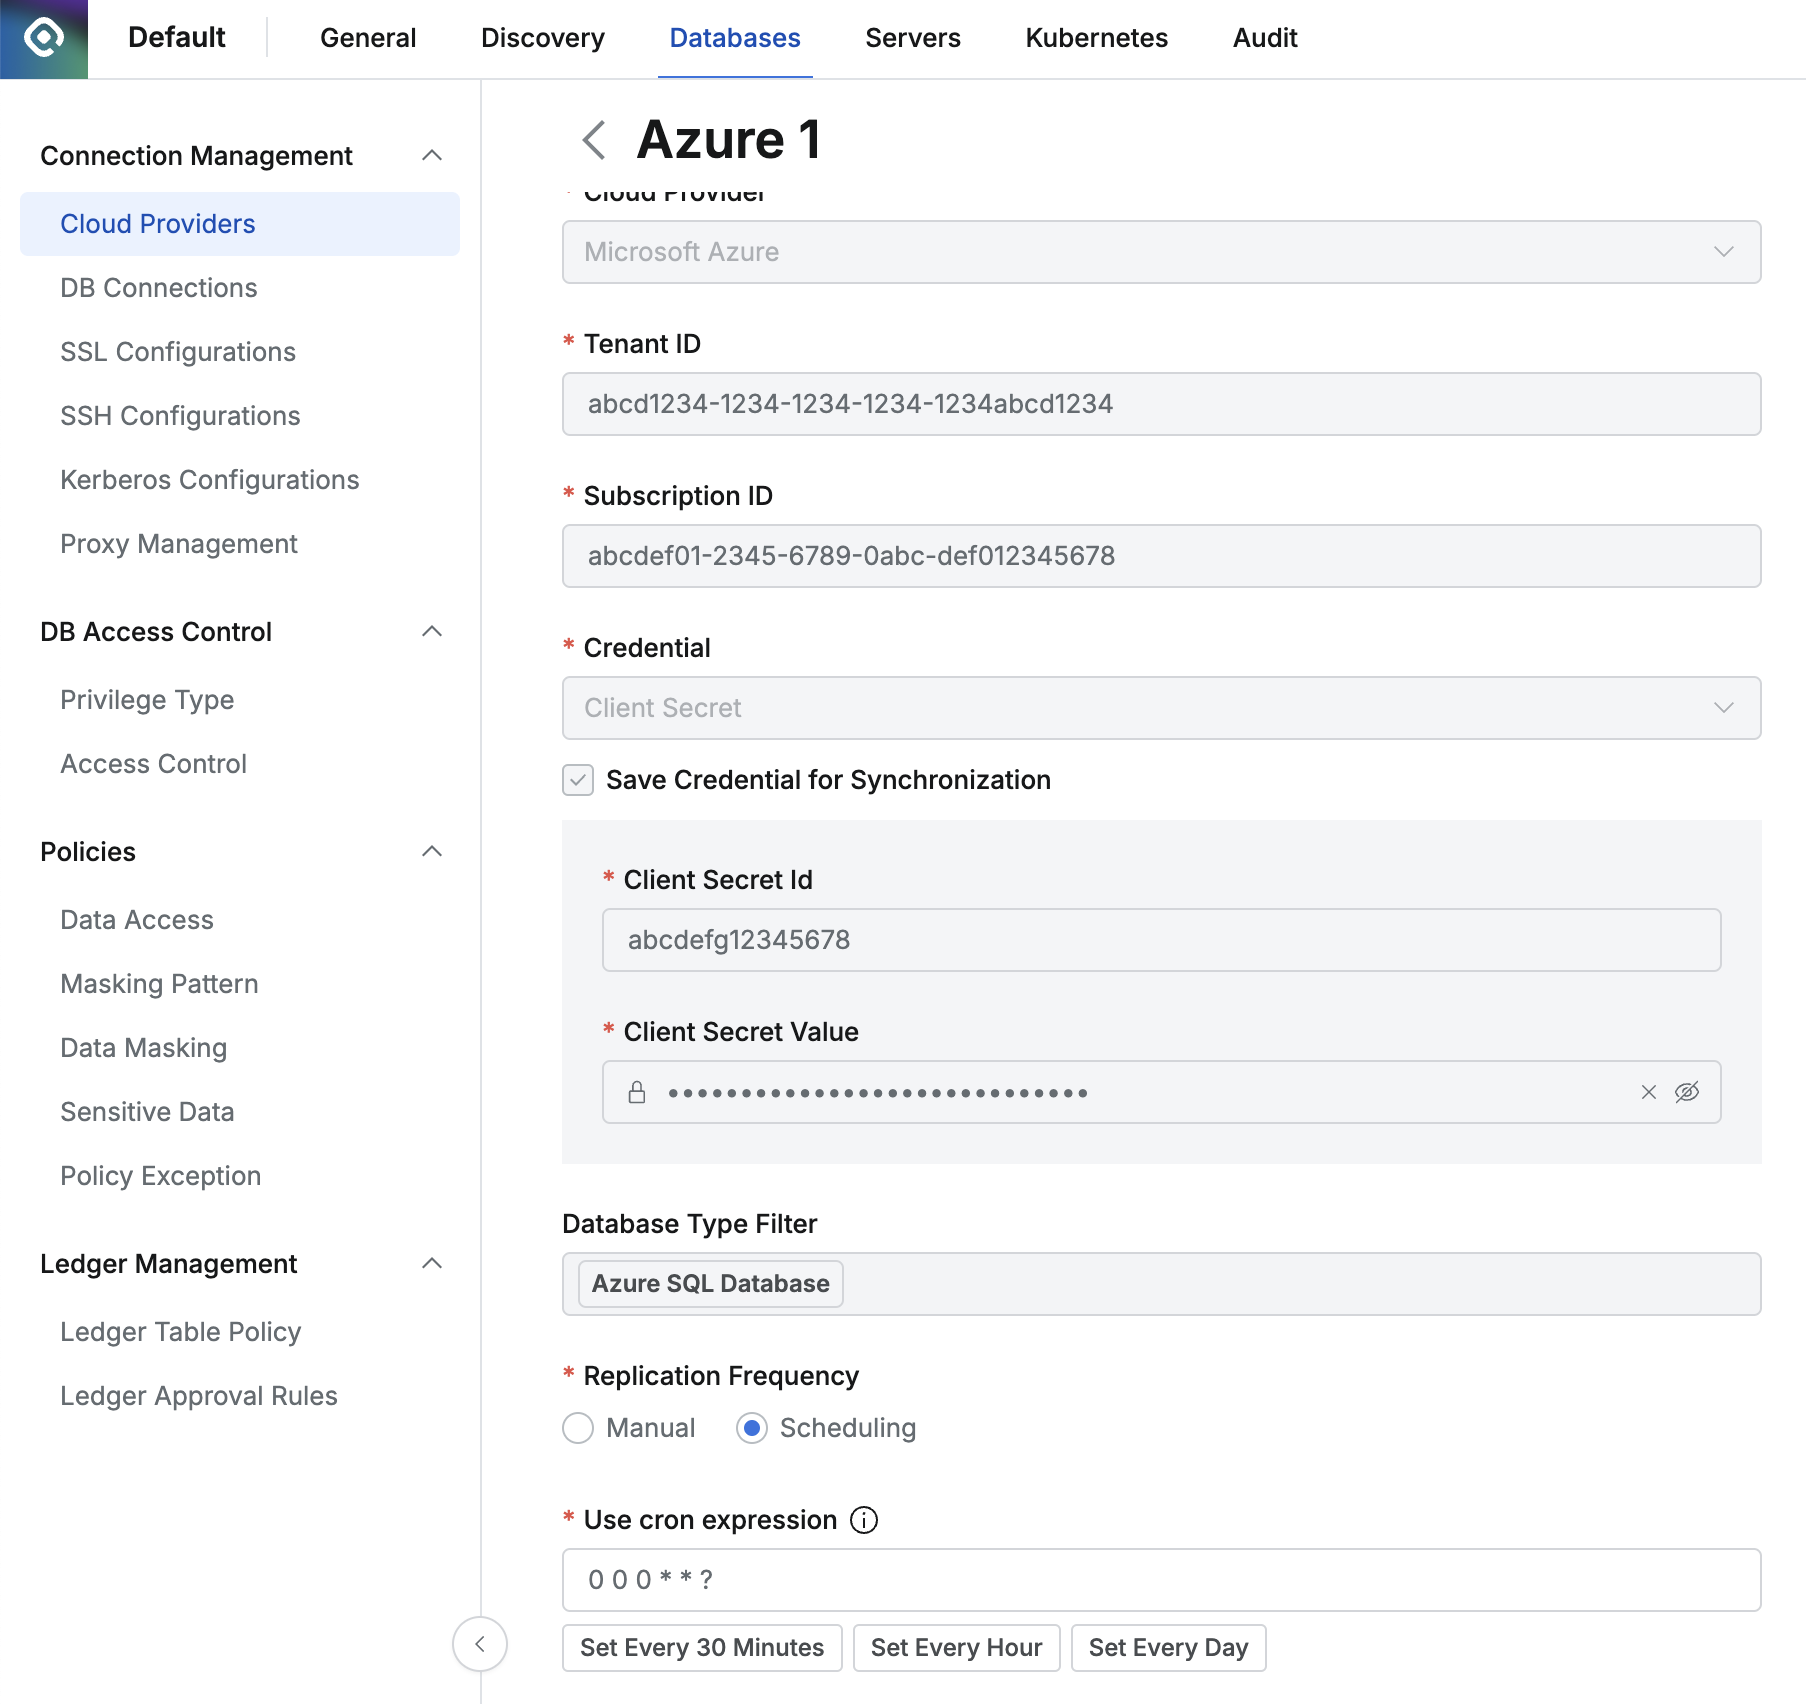 Default
General
Discovery
Databases
Servers
Kubernetes
Audit
Connection Management
Cloud Providers
DB Connections
SSL Configurations
SSH Configurations
Kerberos Configurations
Proxy Management
DB Access Control
Privilege Type
Access Control
Policies
Data Access
Masking Pattern
Data Masking
Sensitive Data
Policy Exception
Ledger Management
Ledger Table Policy
Ledger Approval Rules
Azure 1
* Cloud Provider
Microsoft Azure
* Tenant ID
abcd1234-1234-1234-1234-1234abcd1234
* Subscription ID
abcdef01-2345-6789-0abc-def012345678
* Credential
Client Secret
Save Credential for Synchronization
* Client Secret Id
abcdefg12345678
* Client Secret Value
•••••••••••••••••••••••••••••
Database Type Filter
Azure SQL Database
* Replication Frequency
Manual
Scheduling
* Use cron expression
0 0 0 * * ?
Set Every 30 Minutes
Set Every Hour
Set Every Day